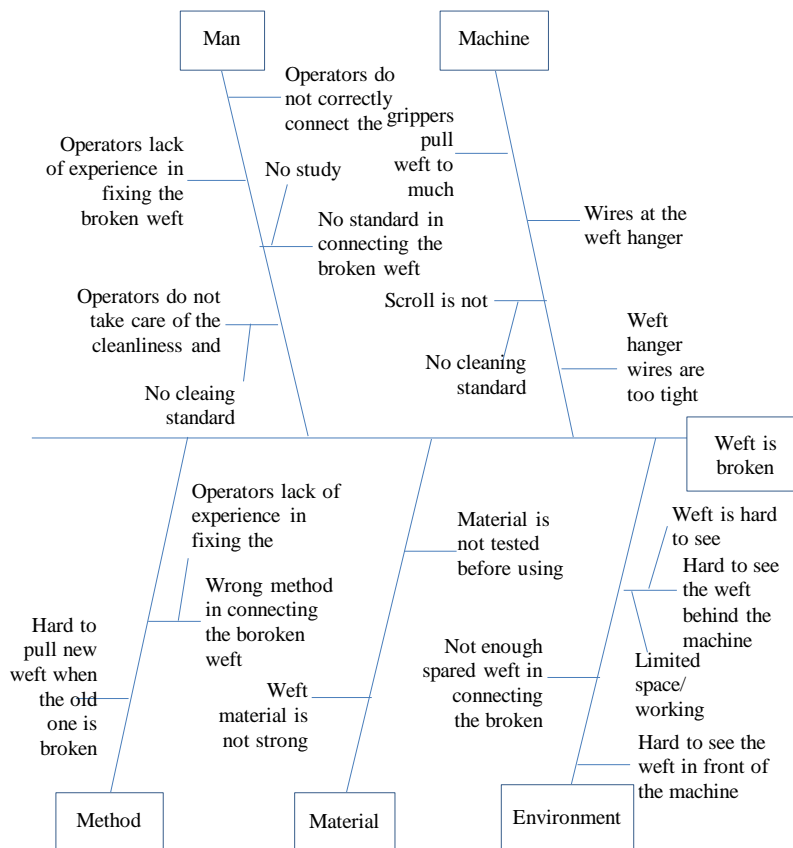 Man
Machine
Operators do
not correctly
connect the
grippers
pull
weft to
much
Operators lack
of experience in
fixing the
broken weft
No study
No standard in
connecting the
broken weft
Wires at the
weft hanger
Operators do not
take care of the
cleanliness and
Scroll is not
No cleaing
standard
No cleaning
standard
Weft
hanger
wires are
too tight
Weft is
broken
Operators lack of
experience in
fixing the
Wrong method
in connecting
the boroken
weft
Hard to
pull new
weft when
the old
one is
broken
Material is
not tested
before using
Weft
material is
not strong
Weft is hard
to see
Hard to see
the weft
behind the
machine
Limited
space/
working
Not enough
spared weft in
connecting
the broken
Hard to see the
weft in front of
the machine
Method
Material
Environment